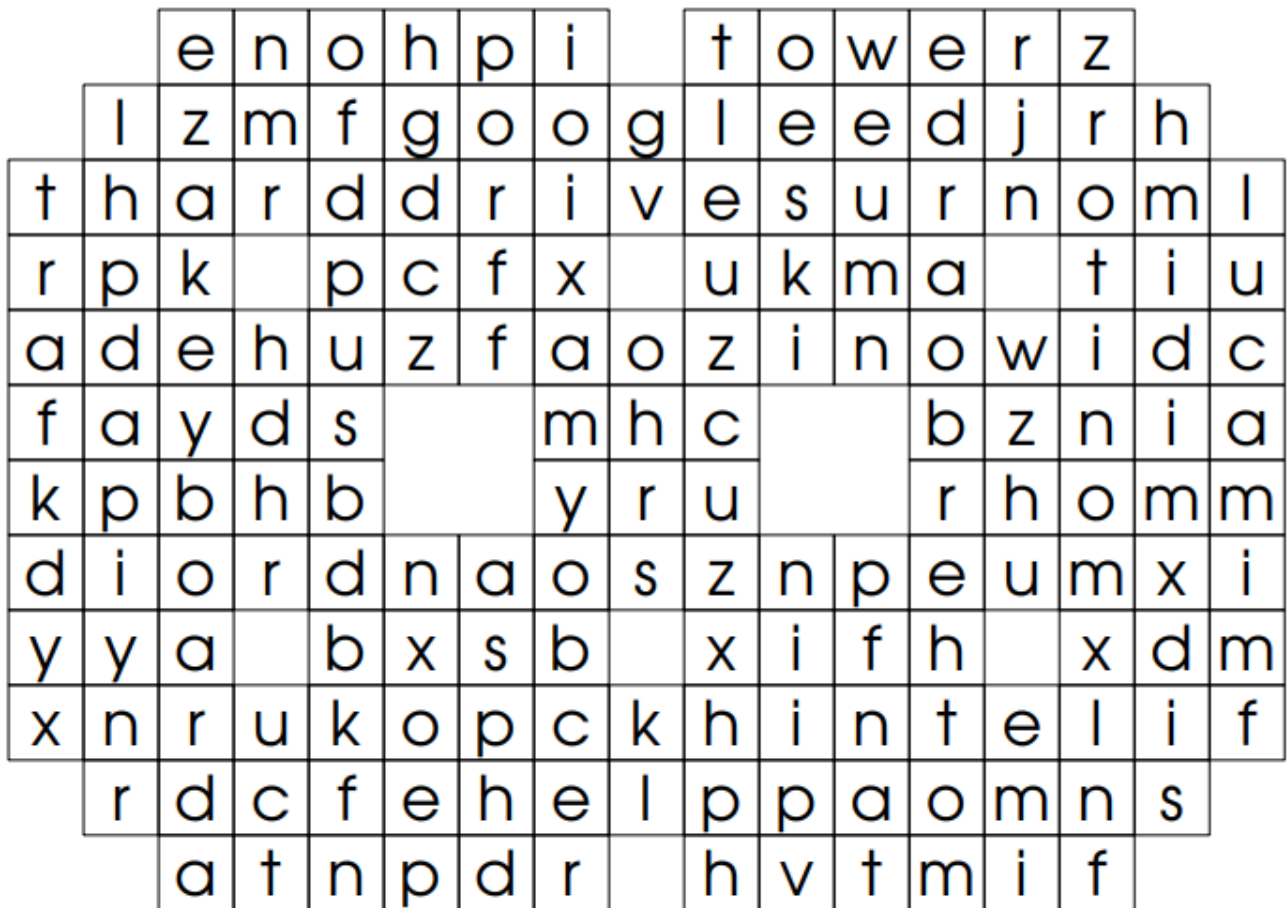 e n o h p i t o w e r z
l z m f g o o g l e e d j r h
t h a r d d r i v e s u r n o m l
r p k p c f x u k m a t i u
a d e h u z f a o z i n o w i d c
f a y d s m h c b z n i a
k p b h b y r u r h o m m
d i o r d n a o s z n p e u m x i
y y a b x s b x i f h x d m
x n r u k o p c k h i n t e l i f
r d c f e h e l p p a o m n s
a t n p d r h v t m i f